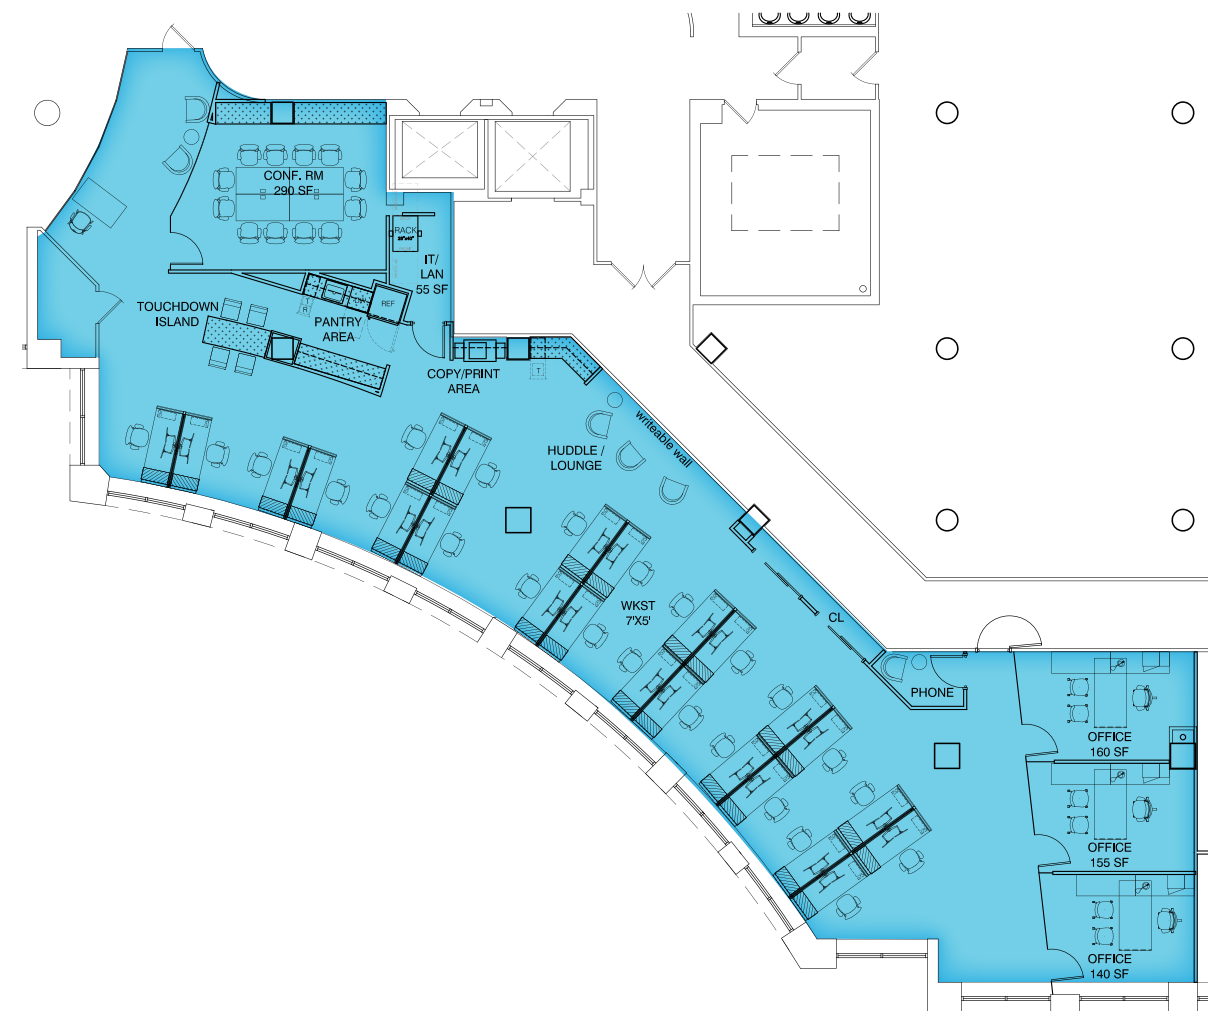 CONF. RM
290 SF
RACK
IT/
LAN
55 SF
TOUCHDOWN
ISLAND
T
R
DW
REF
PANTRY
AREA
COPY/PRINT
AREA
T
writeable wall
HUDDLE /
LOUNGE
WKST
7'X5'
CL
PHONE
OFFICE
160 SF
OFFICE
155 SF
OFFICE
140 SF